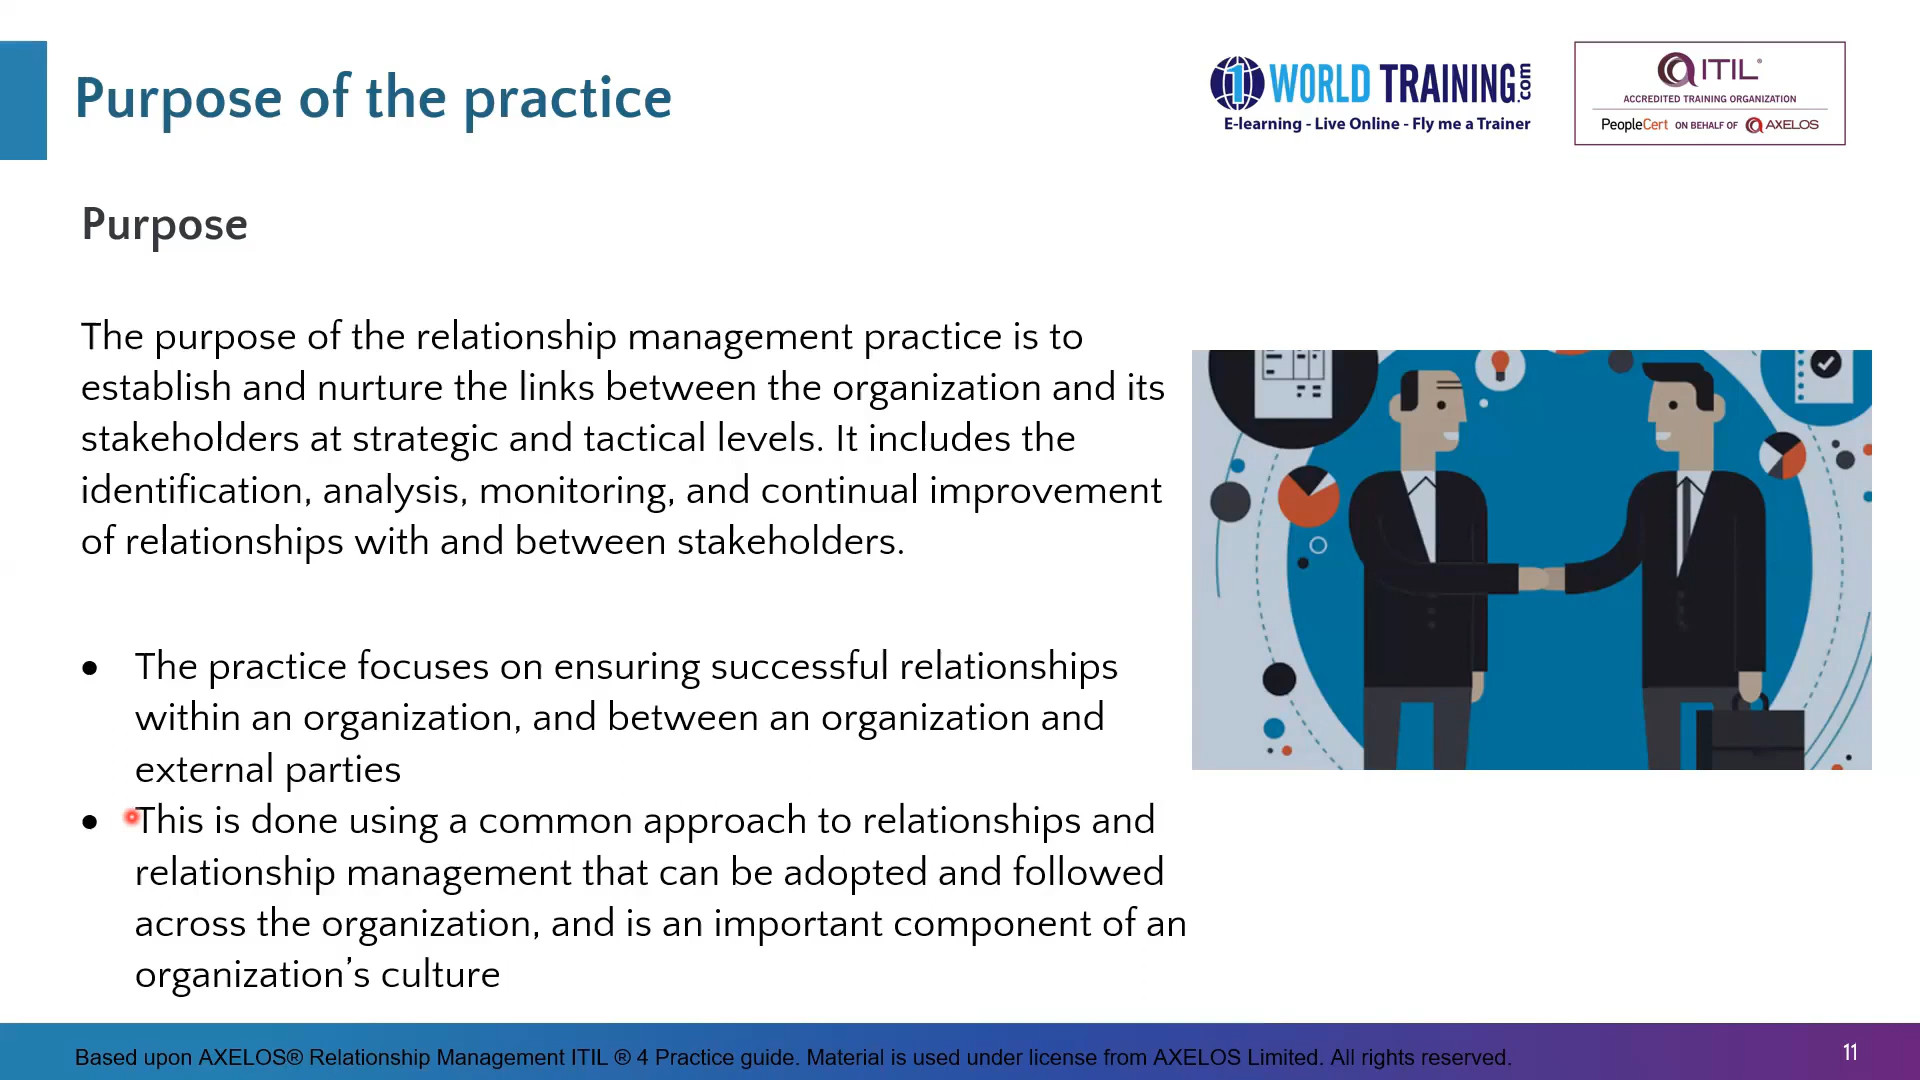 Purpose of the practice
1 WORLD TRAINING.com
E-learning - Live Online - Fly me a Trainer
ITIL®
ACCREDITED TRAINING ORGANIZATION
PeopleCert ON BEHALF OF AXELOS
Purpose
The purpose of the relationship management practice is to
establish and nurture the links between the organization and its
stakeholders at strategic and tactical levels. It includes the
identification, analysis, monitoring, and continual improvement
of relationships with and between stakeholders.
● The practice focuses on ensuring successful relationships
within an organization, and between an organization and
external parties
● This is done using a common approach to relationships and
relationship management that can be adopted and followed
across the organization, and is an important component of an
organization’s culture
Based upon AXELOS® Relationship Management ITIL ® 4 Practice guide. Material is used under license from AXELOS Limited. All rights reserved.
11